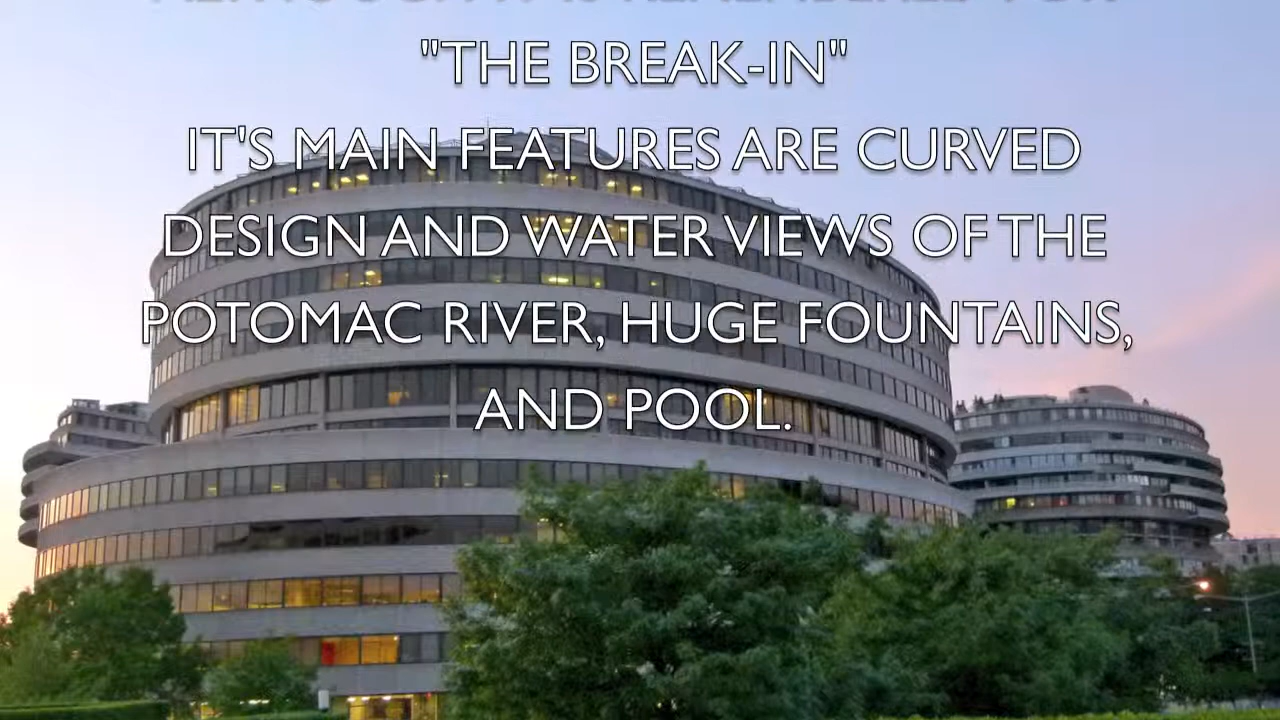 "THE BREAK-IN"
IT'S MAIN FEATURES ARE CURVED
DESIGN AND WATER VIEWS OF THE
POTOMAC RIVER, HUGE FOUNTAINS,
AND POOL.